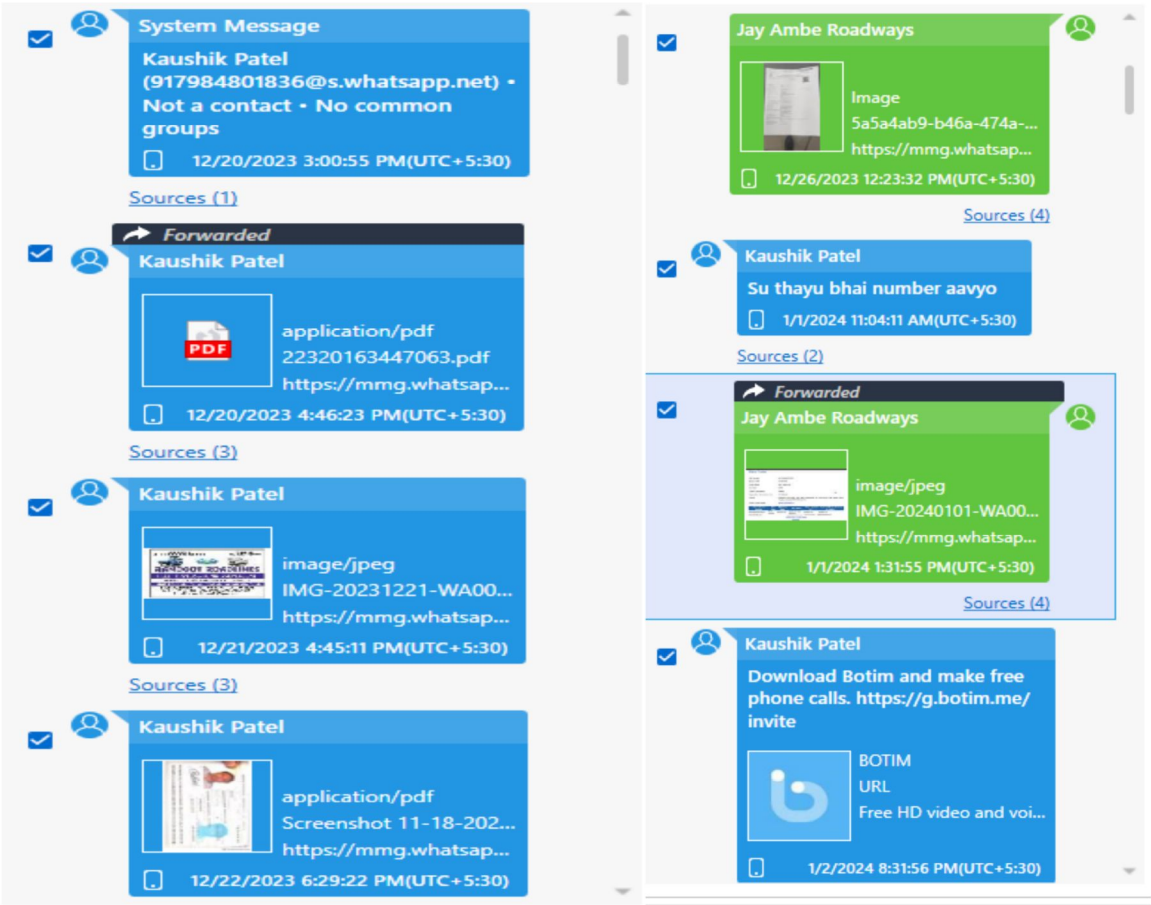 System Message
Kaushik Patel
(917984801836@s.whatsapp.net) •
Not a contact • No common
groups
12/20/2023 3:00:55 PM(UTC+5:30)
Sources (1)
Forwarded
Kaushik Patel
PDF
application/pdf
22320163447063.pdf
https://mmg.whatsap...
12/20/2023 4:46:23 PM(UTC+5:30)
Sources (3)
Kaushik Patel
ROADLINES
image/jpeg
IMG-20231221-WA00...
https://mmg.whatsap...
12/21/2023 4:45:11 PM(UTC+5:30)
Sources (3)
Kaushik Patel
application/pdf
Screenshot 11-18-202...
https://mmg.whatsap...
12/22/2023 6:29:22 PM(UTC+5:30)
Jay Ambe Roadways
Image
5a5a4ab9-b46a-474a-...
https://mmg.whatsap...
12/26/2023 12:23:32 PM(UTC+5:30)
Sources (4)
Kaushik Patel
Su thayu bhai number aavyo
1/1/2024 11:04:11 AM(UTC+5:30)
Sources (2)
Forwarded
Jay Ambe Roadways
image/jpeg
IMG-20240101-WA00...
https://mmg.whatsap...
1/1/2024 1:31:55 PM(UTC+5:30)
Sources (4)
Kaushik Patel
Download Botim and make free
phone calls. https://g.botim.me/
invite
BOTIM
URL
Free HD video and voi...
1/2/2024 8:31:56 PM(UTC+5:30)